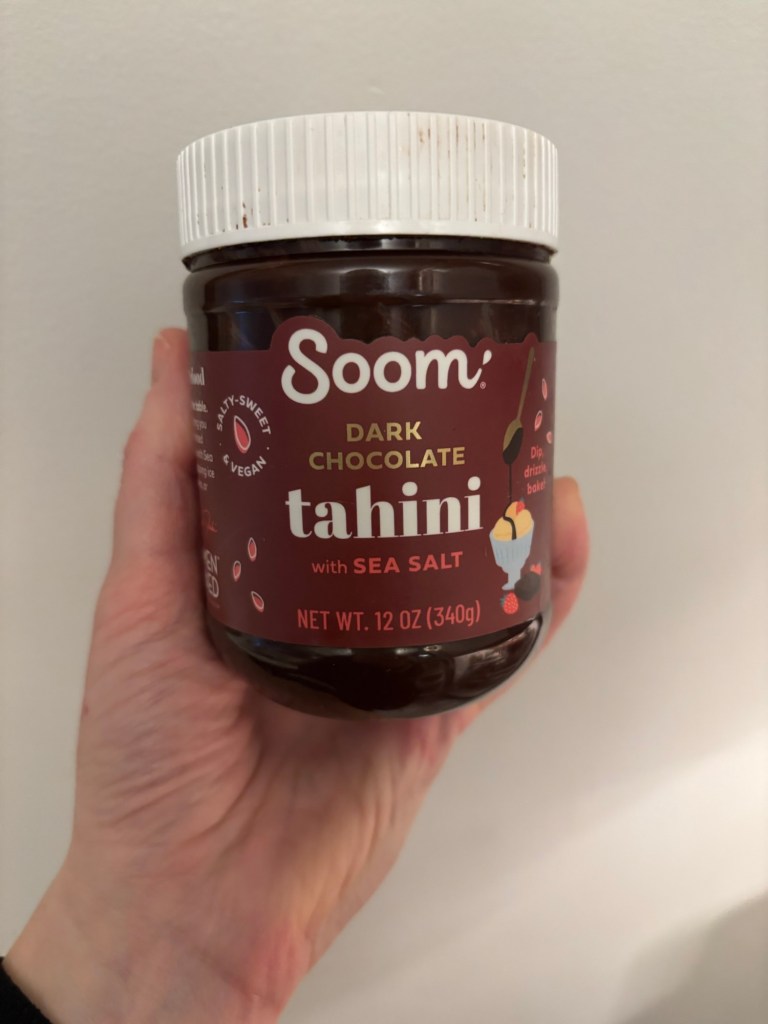 Soom®
DARK
CHOCOLATE
tahini
with SEA SALT
NET WT. 12 OZ (340g)
SALTY-SWEET
& VEGAN
Dip,
drizzle,
bake!